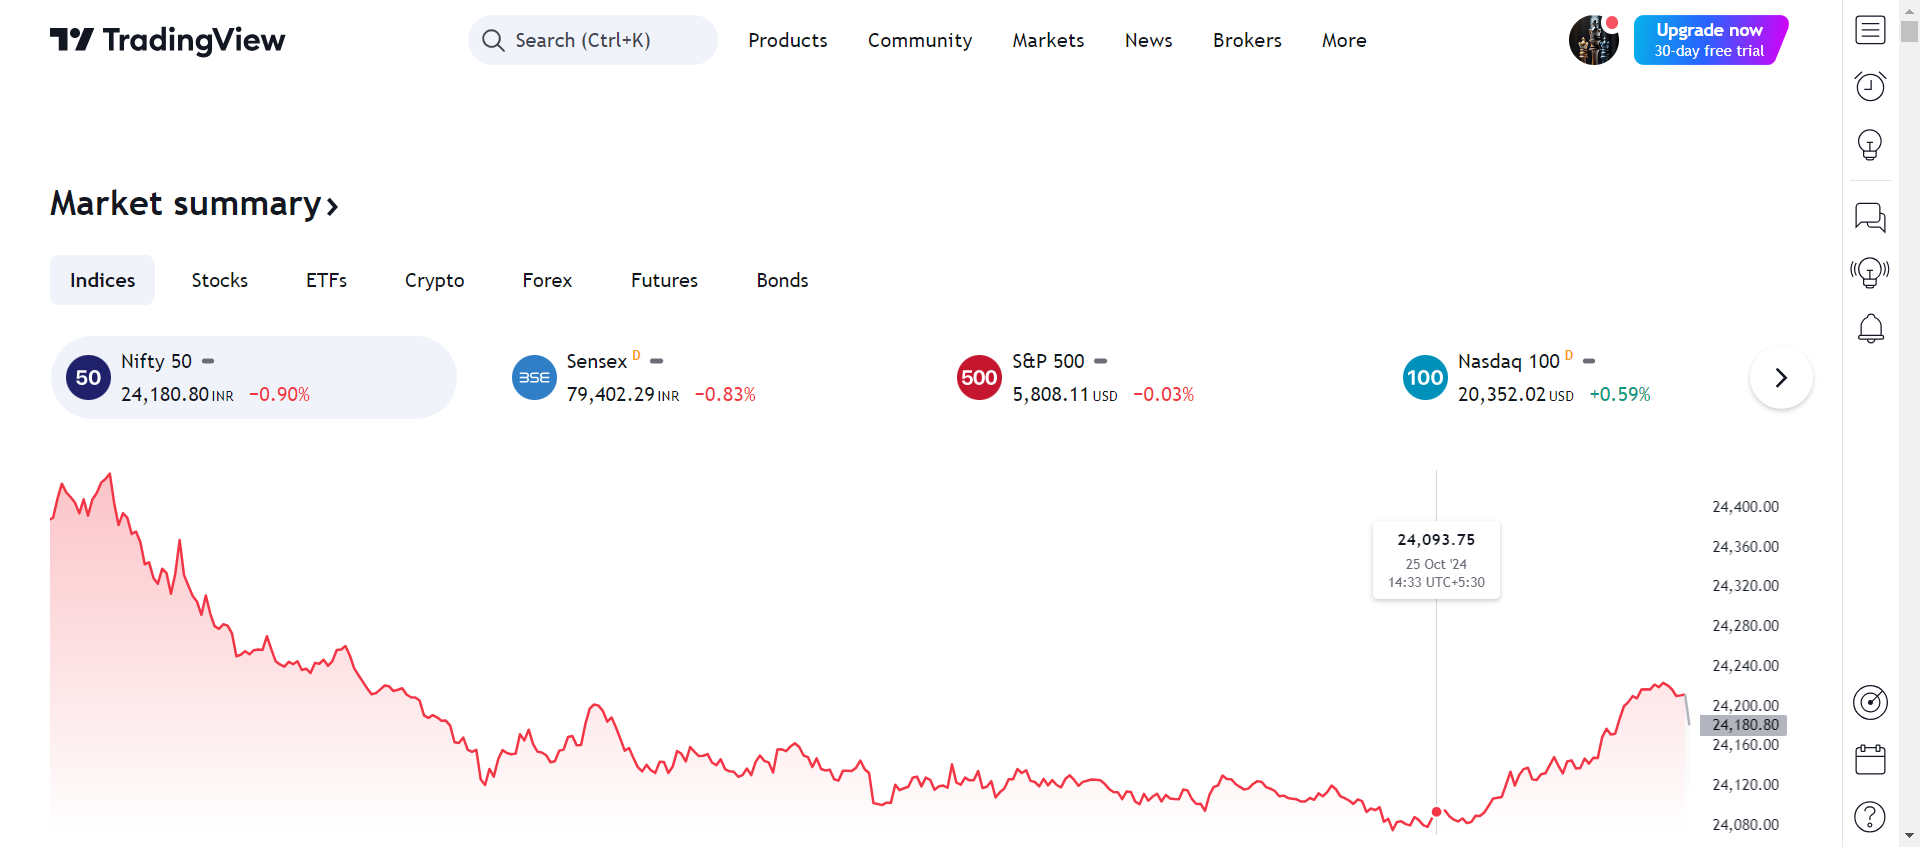 TradingView
Search (Ctrl+K)
Products
Community
Markets
News
Brokers
More
Upgrade now
30-day free trial
Market summary
Indices
Stocks
ETFs
Crypto
Forex
Futures
Bonds
50
Nifty 50
24,180.80 INR −0.90%
BSE
Sensex D
79,402.29 INR −0.83%
500
S&P 500
5,808.11 USD −0.03%
100
Nasdaq 100 D
20,352.02 USD +0.59%
24,093.75
25 Oct '24
14:33 UTC+5:30
24,400.00
24,360.00
24,320.00
24,280.00
24,240.00
24,200.00
24,180.80
24,160.00
24,120.00
24,080.00